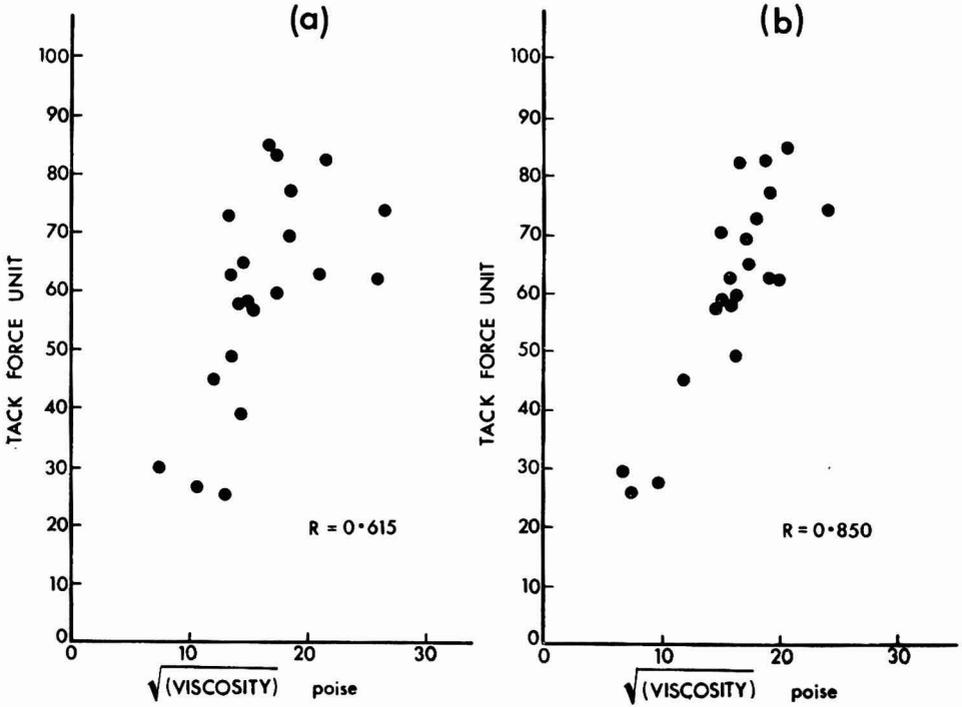 (a)
100
90
80
70
60
50
40
30
20
10
0
TACK FORCE UNIT
R = 0·615
0 10 20 30
√(VISCOSITY) poise
(b)
100
90
80
70
60
50
40
30
20
10
0
TACK FORCE UNIT
R = 0·850
0 10 20 30
√(VISCOSITY) poise